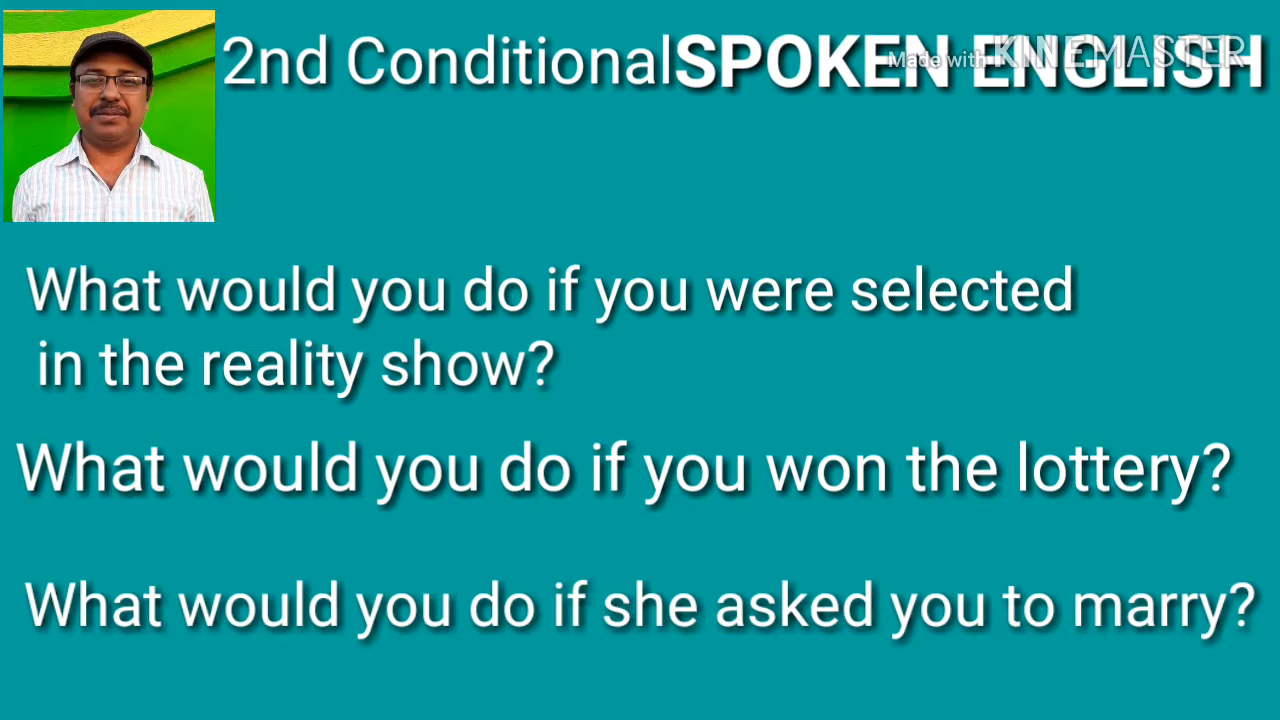 2nd Conditional SPOKEN ENGLISH
Made with KINEMASTER
What would you do if you were selected
in the reality show?
What would you do if you won the lottery?
What would you do if she asked you to marry?